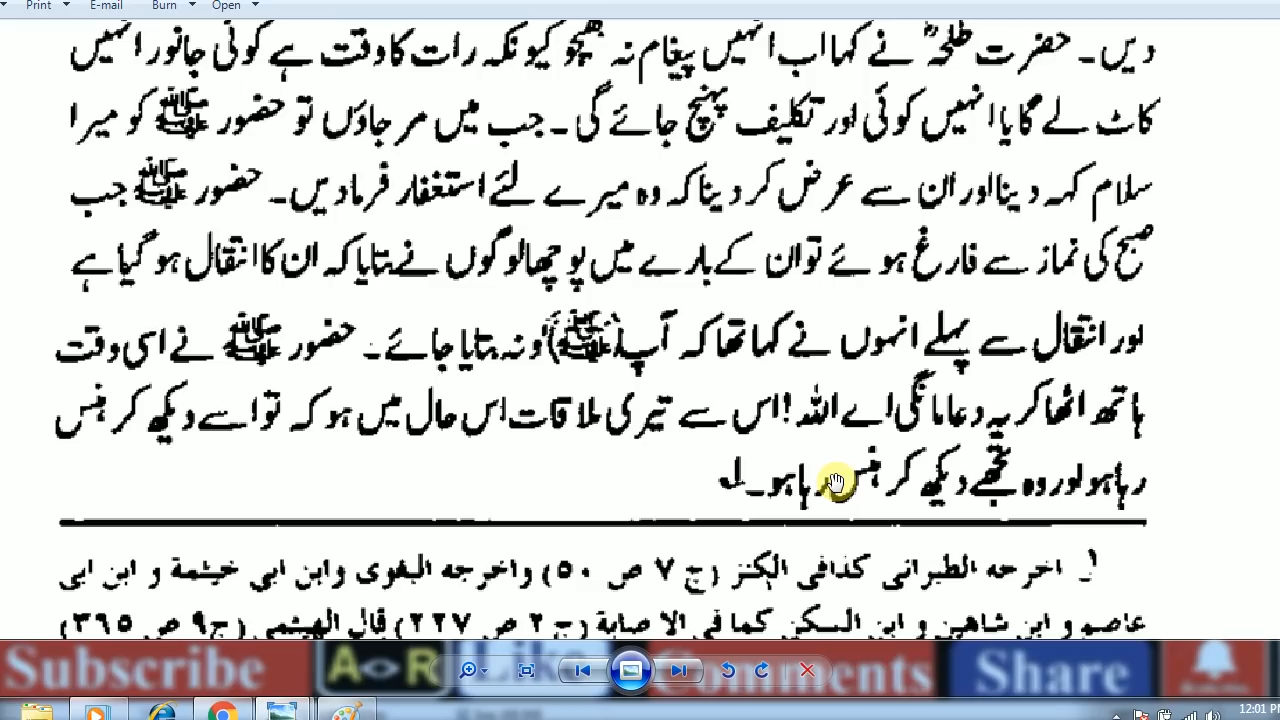 Print E-mail Burn Open
دیں۔ حضرت طلحہؓ نے کہا اب انہیں پیغام نہ بھیجو کیونکہ رات کا وقت ہے کوئی جانور انہیں
کاٹ لے گا یا انہیں کوئی اور تکلیف پہنچ جائے گی۔ جب میں مر جاؤں تو حضور ﷺ کو میرا
سلام کہہ دینا اور ان سے عرض کر دینا کہ وہ میرے لئے استغفار فرمادیں۔ حضور ﷺ جب
صبح کی نماز سے فارغ ہوئے تو ان کے بارے میں پوچھا لوگوں نے بتایا کہ ان کا انتقال ہو گیا ہے
اور انتقال سے پہلے انہوں نے کہا تھا کہ آپ (ﷺ) و نہ بتایا جائے۔ حضور ﷺ نے اسی وقت
ہاتھ اٹھا کر یہ دعا مانگی اے اللہ! اس سے تیری ملاقات اس حال میں ہو کہ تو اسے دیکھ کر ہنس
رہا ہو اور وہ تجھے دیکھ کر ہنس رہا ہو۔ لـ
لـ اخرجه الطبرانی کذافی الکنز (ج ۷ ص ۵۰) واخرجه البغوی وابن ابی خیثمة و ابن ابی
عاصم و ابن شاهین و ابن السکن کما فی الا صابة (ج ۲ ص ۲۲۷) قال الهیثمی (ج۹ ص ۳۶۵)
Subscribe A<>R Like Comments Share
12:01 PM